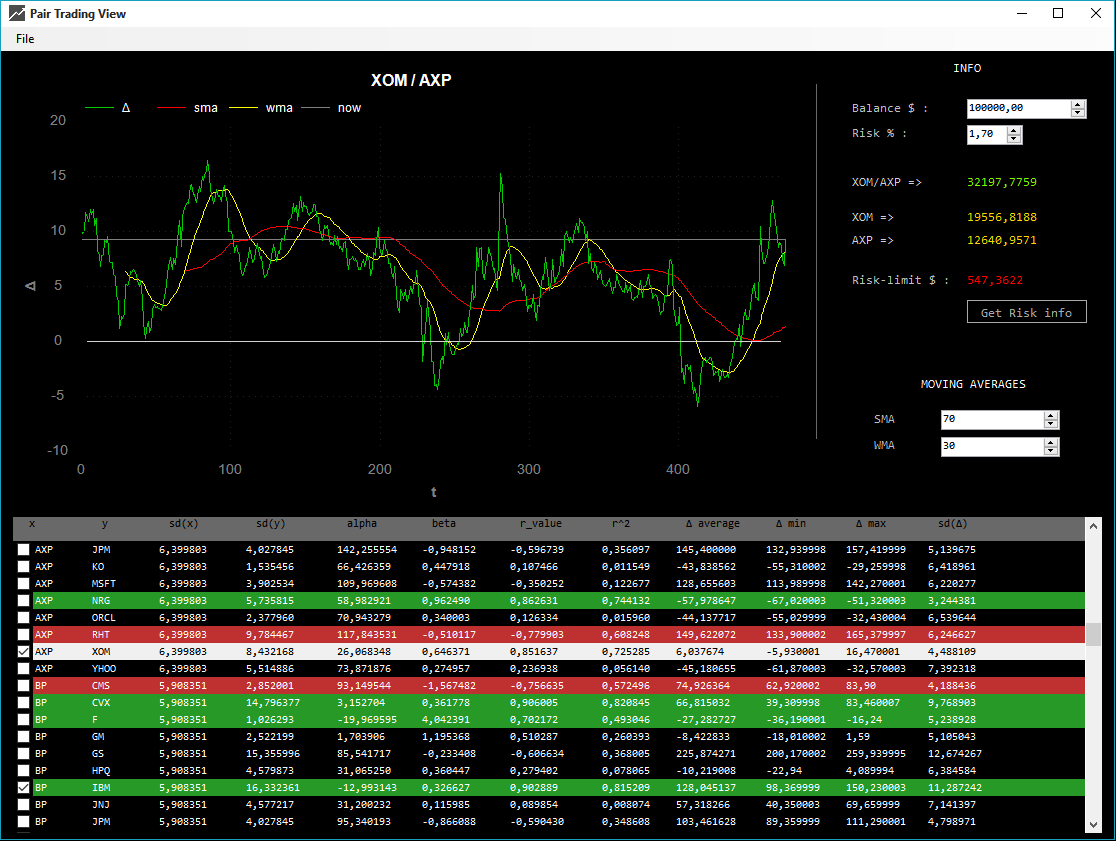 Pair Trading View
File
XOM / AXP
Δ sma wma now
20
15
10
5
0
-5
-10
Δ
0 100 200 300 400
t
INFO
Balance $ : 100000,00
Risk % : 1,70
XOM/AXP => 32197,7759
XOM => 19556,8188
AXP => 12640,9571
Risk-limit $ : 547,3622
Get Risk info
MOVING AVERAGES
SMA 70
WMA 30
x y sd(x) sd(y) alpha beta r_value r^2 Δ average Δ min Δ max sd(Δ)
AXP JPM 6,399803 4,027845 142,255554 -0,948152 -0,596739 0,356097 145,400000 132,939998 157,419999 5,139675
AXP KO 6,399803 1,535456 66,426359 0,447918 0,107466 0,011549 -43,838562 -55,310002 -29,259998 6,418961
AXP MSFT 6,399803 3,902534 109,969608 -0,574382 -0,350252 0,122677 128,655603 113,989998 142,270001 6,220277
AXP NRG 6,399803 5,735815 58,982921 0,962490 0,862631 0,744132 -57,978647 -67,020003 -51,320003 3,244381
AXP ORCL 6,399803 2,377960 70,943279 0,340003 0,126334 0,015960 -44,137717 -55,029999 -32,430004 6,539644
AXP RHT 6,399803 9,784467 117,843531 -0,510117 -0,779903 0,608248 149,622072 133,900002 165,379997 6,246627
AXP XOM 6,399803 8,432168 26,068348 0,646371 0,851637 0,725285 6,037674 -5,930001 16,470001 4,488109
AXP YHOO 6,399803 5,514886 73,871876 0,274957 0,236938 0,056140 -45,180655 -61,870003 -32,570003 7,392318
BP CMS 5,908351 2,852001 93,149544 -1,567482 -0,756635 0,572496 74,926364 62,920002 83,90 4,188436
BP CVX 5,908351 14,796377 3,152704 0,361778 0,906005 0,820845 66,815032 39,309998 83,460007 9,768903
BP F 5,908351 1,026293 -19,969595 4,042391 0,702172 0,493046 -27,282727 -36,190001 -16,24 5,238928
BP GM 5,908351 2,522199 1,703906 1,195368 0,510287 0,260393 -8,422833 -18,010002 1,59 5,105043
BP GS 5,908351 15,355996 85,541717 -0,233408 -0,606634 0,368005 225,874271 200,170002 259,939995 12,674267
BP HPQ 5,908351 4,579873 31,065250 0,360447 0,279402 0,078065 -10,219008 -22,94 4,089994 6,384584
BP IBM 5,908351 16,332361 -12,993143 0,326627 0,902889 0,815209 128,045137 98,369999 150,230003 11,287242
BP JNJ 5,908351 4,577217 31,200232 0,115985 0,089854 0,008074 57,318266 40,350003 69,659999 7,141397
BP JPM 5,908351 4,027845 95,340193 -0,866088 -0,590430 0,348608 103,461628 89,359999 111,290001 4,798971